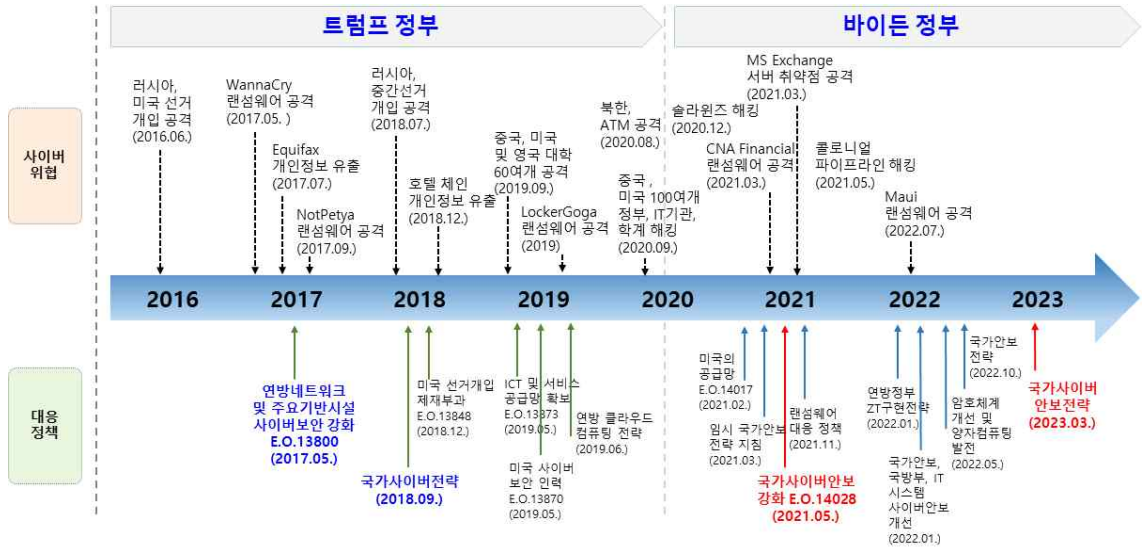 트럼프 정부
바이든 정부
사이버
위협
러시아,
미국 선거
개입 공격
(2016.06.)
WannaCry
랜섬웨어 공격
(2017.05. )
Equifax
개인정보 유출
(2017.07.)
NotPetya
랜섬웨어 공격
(2017.09.)
러시아,
중간선거
개입 공격
(2018.07.)
호텔 체인
개인정보 유출
(2018.12.)
중국, 미국
및 영국 대학
60여개 공격
(2019.09.)
LockerGoga
랜섬웨어 공격
(2019)
북한,
ATM 공격
(2020.08.)
중국 ,
미국 100여개
정부, IT기관,
학계 해킹
(2020.09.)
솔라윈즈 해킹
(2020.12.)
CNA Financial
랜섬웨어 공격
(2021.03.)
MS Exchange
서버 취약점 공격
(2021.03.)
콜로니얼
파이프라인 해킹
(2021.05.)
Maui
랜섬웨어 공격
(2022.07.)
2016
2017
2018
2019
2020
2021
2022
2023
대응
정책
연방네트워크
및 주요기반시설
사이버보안 강화
E.O.13800
(2017.05.)
국가사이버전략
(2018.09.)
미국 선거개입
제재부과
E.O.13848
(2018.12.)
ICT 및 서비스
공급망 확보
E.O.13873
(2019.05.)
미국 사이버
보안 인력
E.O.13870
(2019.05.)
연방 클라우드
컴퓨팅 전략
(2019.06.)
미국의
공급망
E.O.14017
(2021.02.)
임시 국가안보
전략 지침
(2021.03.)
국가사이버안보
강화 E.O.14028
(2021.05.)
랜섬웨어
대응 정책
(2021.11.)
연방정부
ZT구현전략
(2022.01.)
국가안보,
국방부, IT
시스템
사이버안보
개선
(2022.01.)
암호체계
개선 및
양자컴퓨팅
발전
(2022.05.)
국가안보
전략
(2022.10.)
국가사이버
안보전략
(2023.03.)